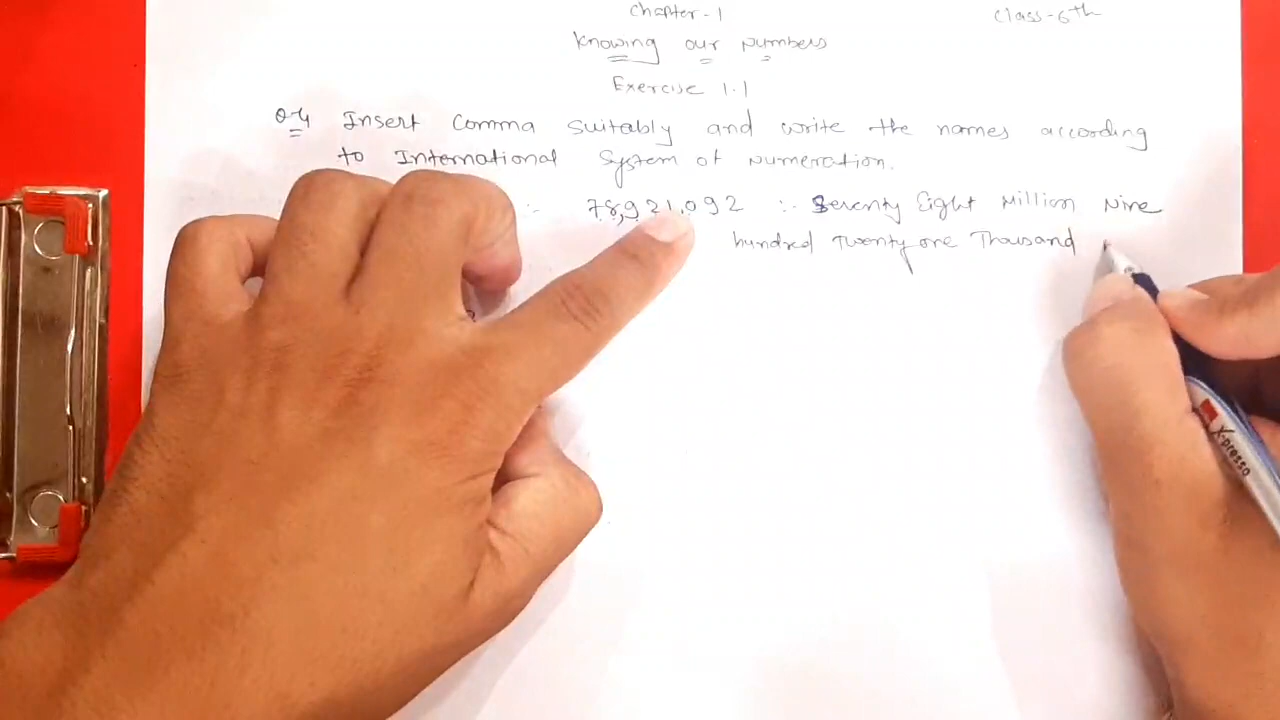 Chapter-1
Class-6th
Knowing our numbers
Exercise 1.1
Q4 Insert Comma Suitably and write the names according
to International System of Numeration.
:- 78,921,092 :- Seventy Eight Million Nine
hundred Twenty one Thousand
X-presso